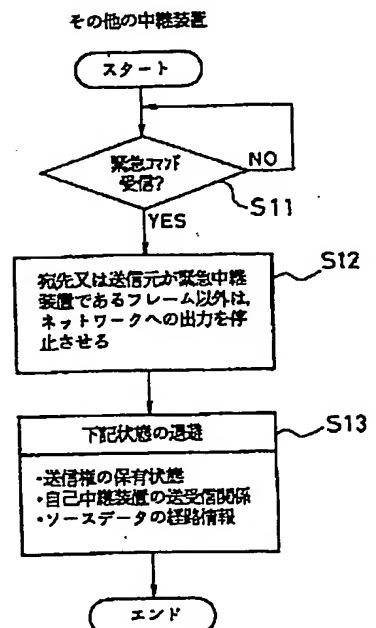 その他の中継装置
スタート
緊急コマンド
受信?
NO
S11
YES
宛先又は送信元が緊急中継
装置であるフレーム以外は,
ネットワークへの出力を停
止させる
S12
下記状態の退避
S13
・送信権の保有状態
・自己中継装置の送受信関係
・ソースデータの経路情報
エンド